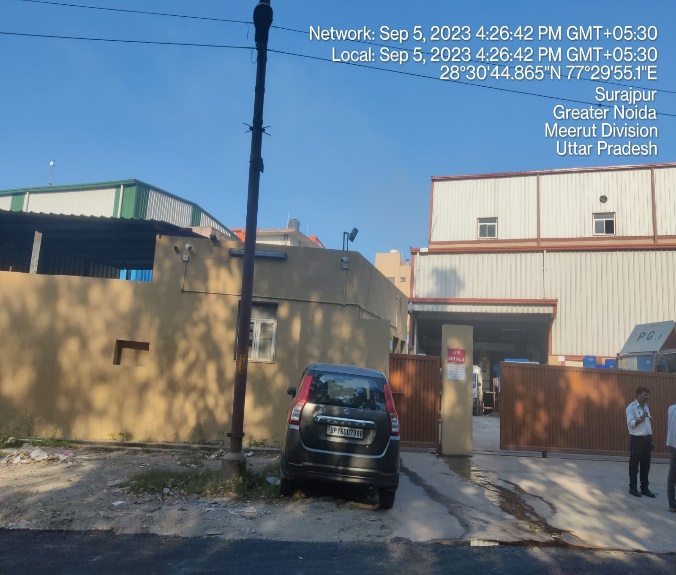 Network: Sep 5, 2023 4:26:42 PM GMT+05:30
Local: Sep 5, 2023 4:26:42 PM GMT+05:30
28°30'44.865"N 77°29'55.1"E
Surajpur
Greater Noida
Meerut Division
Uttar Pradesh
PG